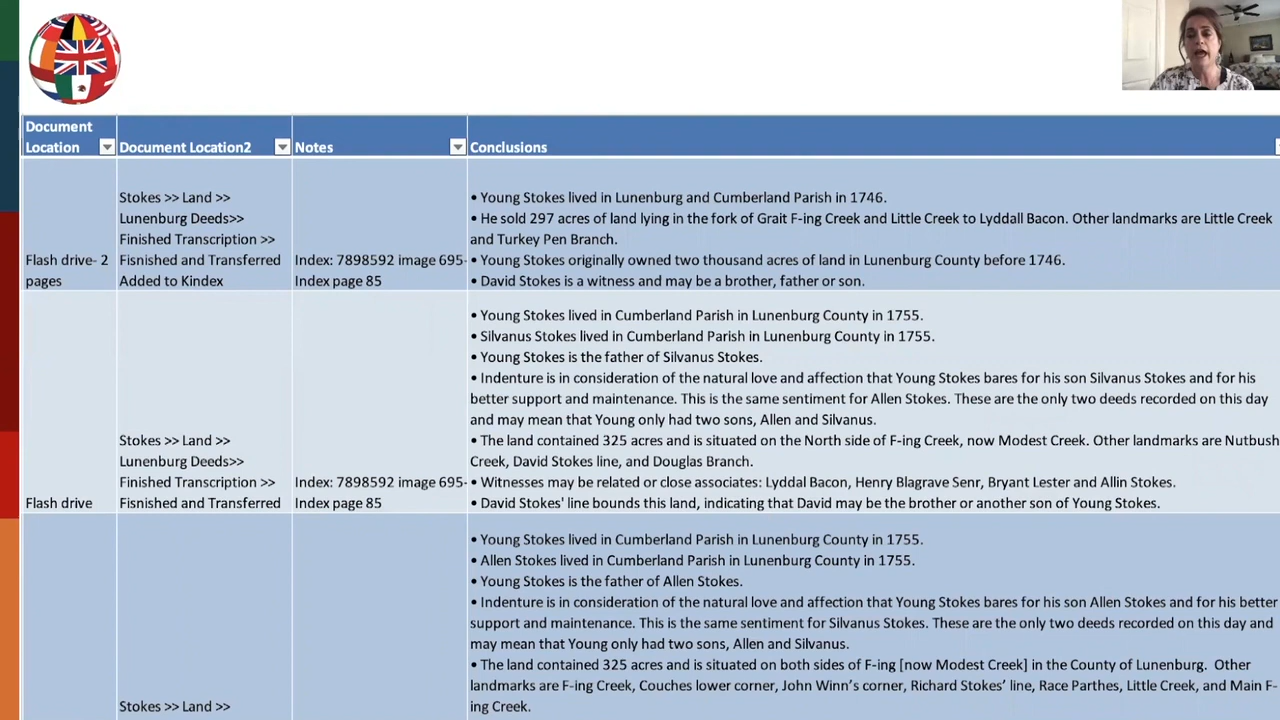 Document
Location
Document Location2
Notes
Conclusions
Flash drive- 2
pages
Stokes >> Land >>
Lunenburg Deeds>>
Finished Transcription >>
Fisnished and Transferred
Added to Kindex
Index: 7898592 image 695-
Index page 85
• Young Stokes lived in Lunenburg and Cumberland Parish in 1746.
• He sold 297 acres of land lying in the fork of Grait F-ing Creek and Little Creek to Lyddall Bacon. Other landmarks are Little Creek
and Turkey Pen Branch.
• Young Stokes originally owned two thousand acres of land in Lunenburg County before 1746.
• David Stokes is a witness and may be a brother, father or son.
Flash drive
Stokes >> Land >>
Lunenburg Deeds>>
Finished Transcription >>
Fisnished and Transferred
Index: 7898592 image 695-
Index page 85
• Young Stokes lived in Cumberland Parish in Lunenburg County in 1755.
• Silvanus Stokes lived in Cumberland Parish in Lunenburg County in 1755.
• Young Stokes is the father of Silvanus Stokes.
• Indenture is in consideration of the natural love and affection that Young Stokes bares for his son Silvanus Stokes and for his
better support and maintenance. This is the same sentiment for Allen Stokes. These are the only two deeds recorded on this day
and may mean that Young only had two sons, Allen and Silvanus.
• The land contained 325 acres and is situated on the North side of F-ing Creek, now Modest Creek. Other landmarks are Nutbush
Creek, David Stokes line, and Douglas Branch.
• Witnesses may be related or close associates: Lyddal Bacon, Henry Blagrave Senr, Bryant Lester and Allin Stokes.
• David Stokes' line bounds this land, indicating that David may be the brother or another son of Young Stokes.
Stokes >> Land >>
• Young Stokes lived in Cumberland Parish in Lunenburg County in 1755.
• Allen Stokes lived in Cumberland Parish in Lunenburg County in 1755.
• Young Stokes is the father of Allen Stokes.
• Indenture is in consideration of the natural love and affection that Young Stokes bares for his son Allen Stokes and for his better
support and maintenance. This is the same sentiment for Silvanus Stokes. These are the only two deeds recorded on this day and
may mean that Young only had two sons, Allen and Silvanus.
• The land contained 325 acres and is situated on both sides of F-ing [now Modest Creek] in the County of Lunenburg.  Other
landmarks are F-ing Creek, Couches lower corner, John Winn’s corner, Richard Stokes’ line, Race Parthes, Little Creek, and Main F-
ing Creek.